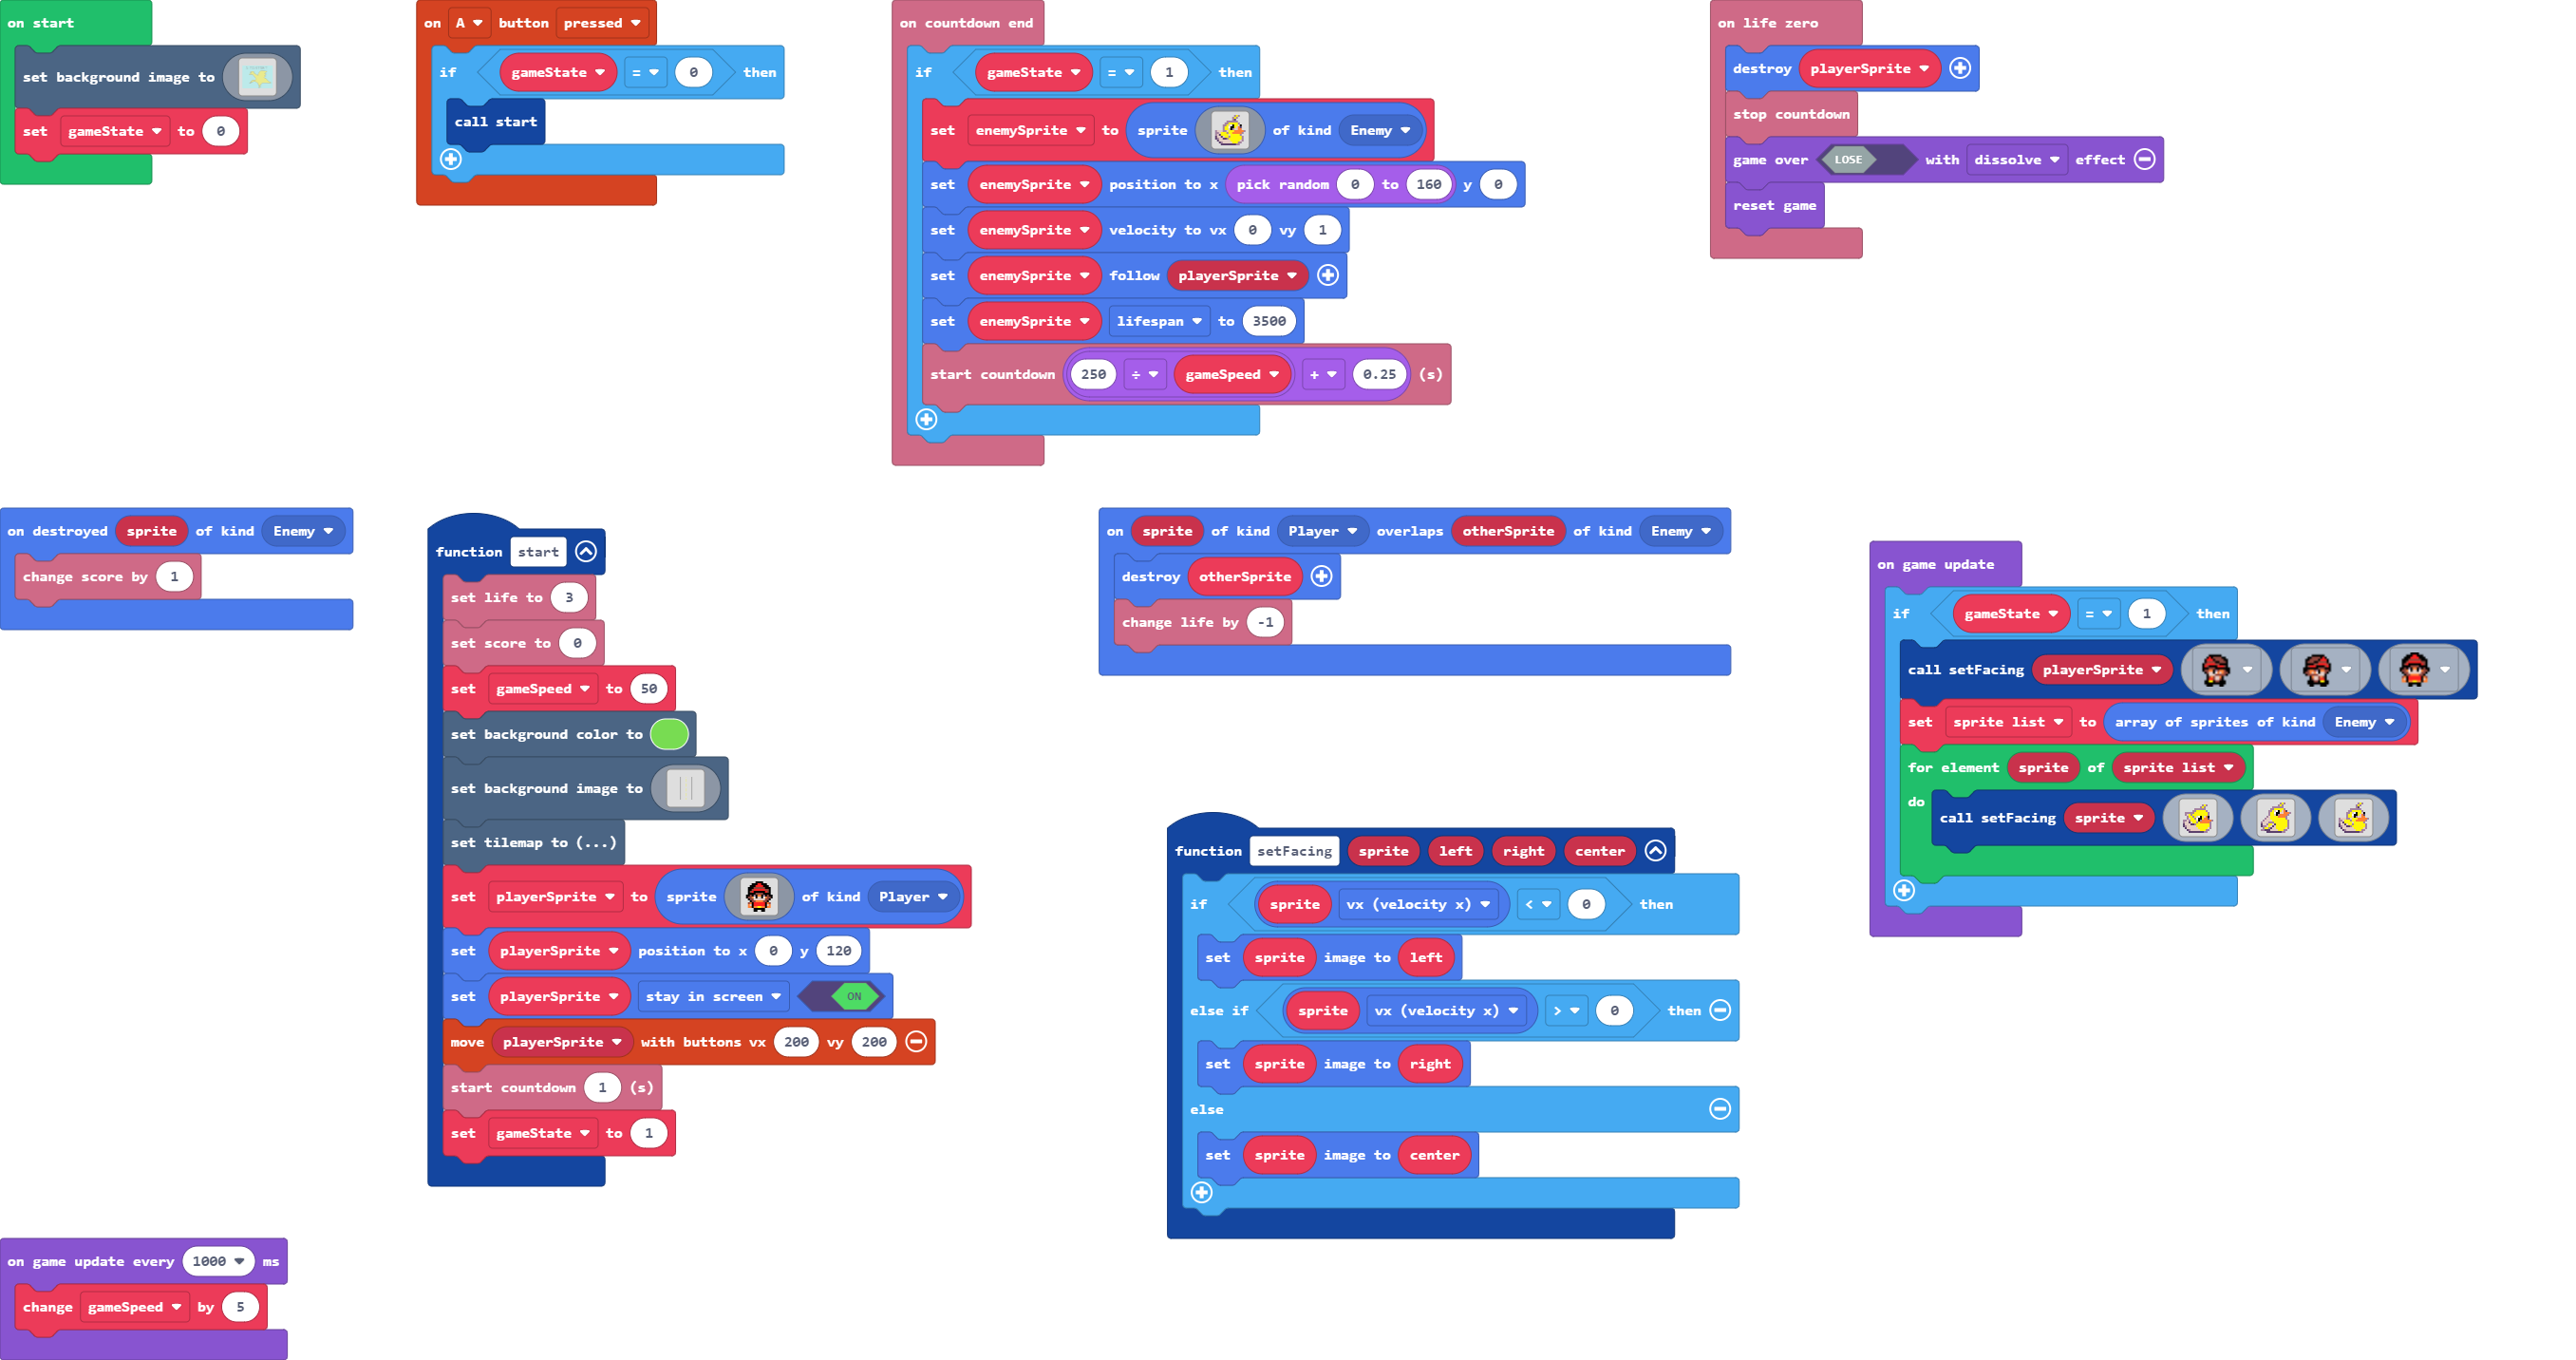 on start
set background image to
set gameState to 0
on A button pressed
if gameState = 0 then
call start
on countdown end
if gameState = 1 then
set enemySprite to sprite of kind Enemy
set enemySprite position to x pick random 0 to 160 y 0
set enemySprite velocity to vx 0 vy 1
set enemySprite follow playerSprite
set enemySprite lifespan to 3500
start countdown 250 ÷ gameSpeed + 0.25 (s)
on life zero
destroy playerSprite
stop countdown
game over LOSE with dissolve effect
reset game
on destroyed sprite of kind Enemy
change score by 1
function start
set life to 3
set score to 0
set gameSpeed to 50
set background color to
set background image to
set tilemap to (...)
set playerSprite to sprite of kind Player
set playerSprite position to x 0 y 120
set playerSprite stay in screen ON
move playerSprite with buttons vx 200 vy 200
start countdown 1 (s)
set gameState to 1
on sprite of kind Player overlaps otherSprite of kind Enemy
destroy otherSprite
change life by -1
on game update
if gameState = 1 then
call setFacing playerSprite
set sprite list to array of sprites of kind Enemy
for element sprite of sprite list
do call setFacing sprite
function setFacing sprite left right center
if sprite vx (velocity x) < 0 then
set sprite image to left
else if sprite vx (velocity x) > 0 then
set sprite image to right
else
set sprite image to center
on game update every 1000 ms
change gameSpeed by 5